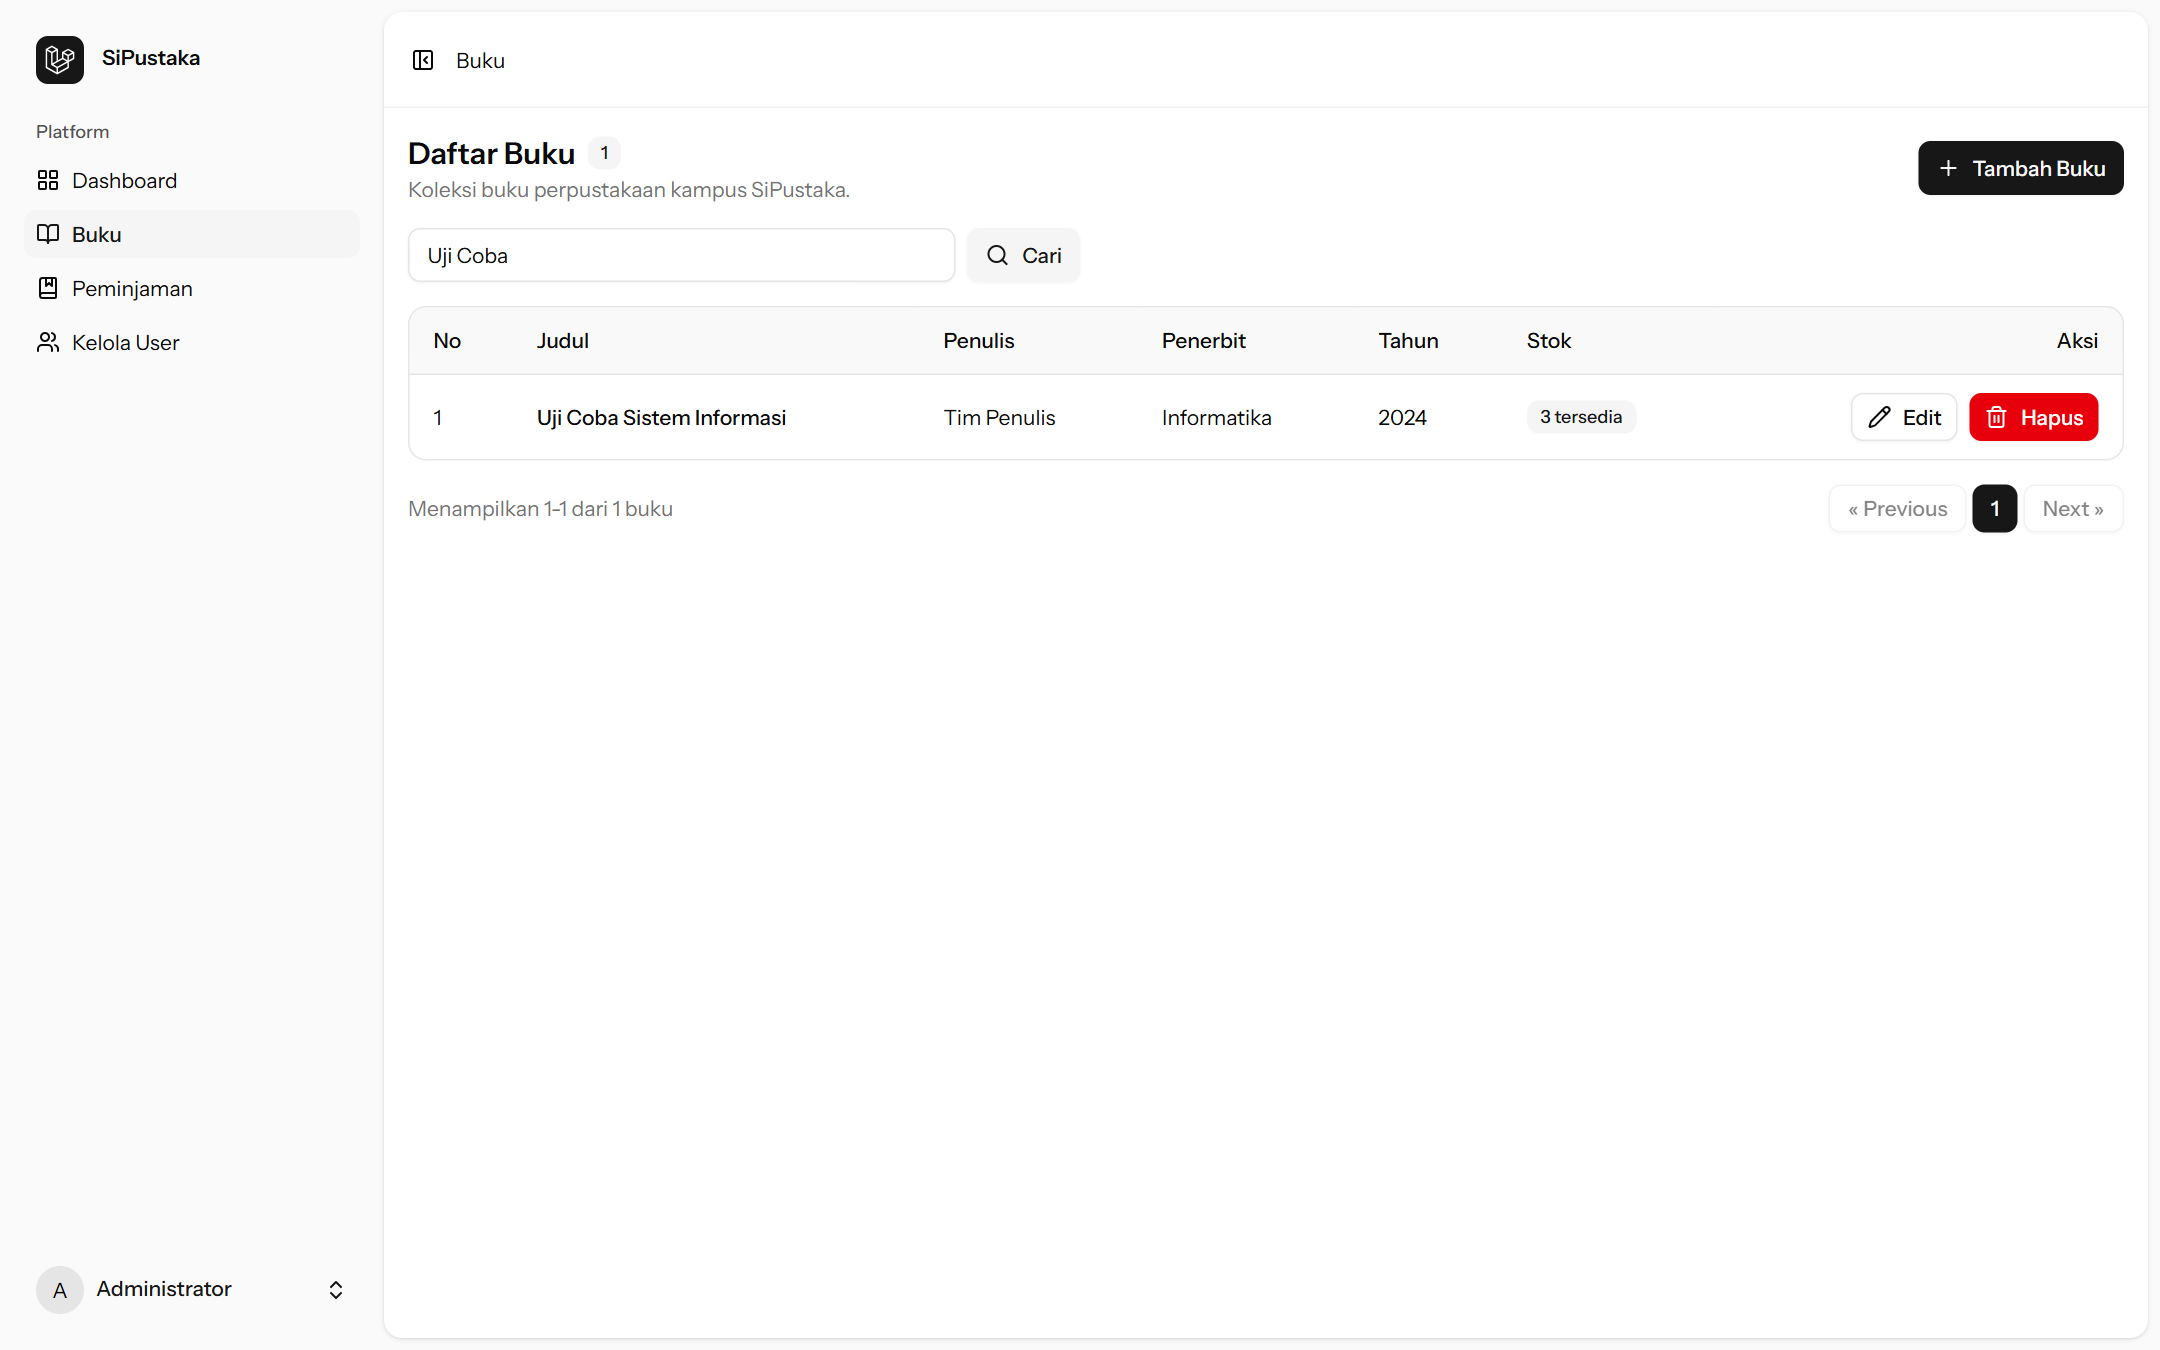 SiPustaka
Platform
Dashboard
Buku
Peminjaman
Kelola User
A Administrator
Buku
Daftar Buku 1
Koleksi buku perpustakaan kampus SiPustaka.
Tambah Buku
Uji Coba Cari
No Judul Penulis Penerbit Tahun Stok Aksi
1 Uji Coba Sistem Informasi Tim Penulis Informatika 2024 3 tersedia Edit Hapus
Menampilkan 1-1 dari 1 buku
« Previous 1 Next »